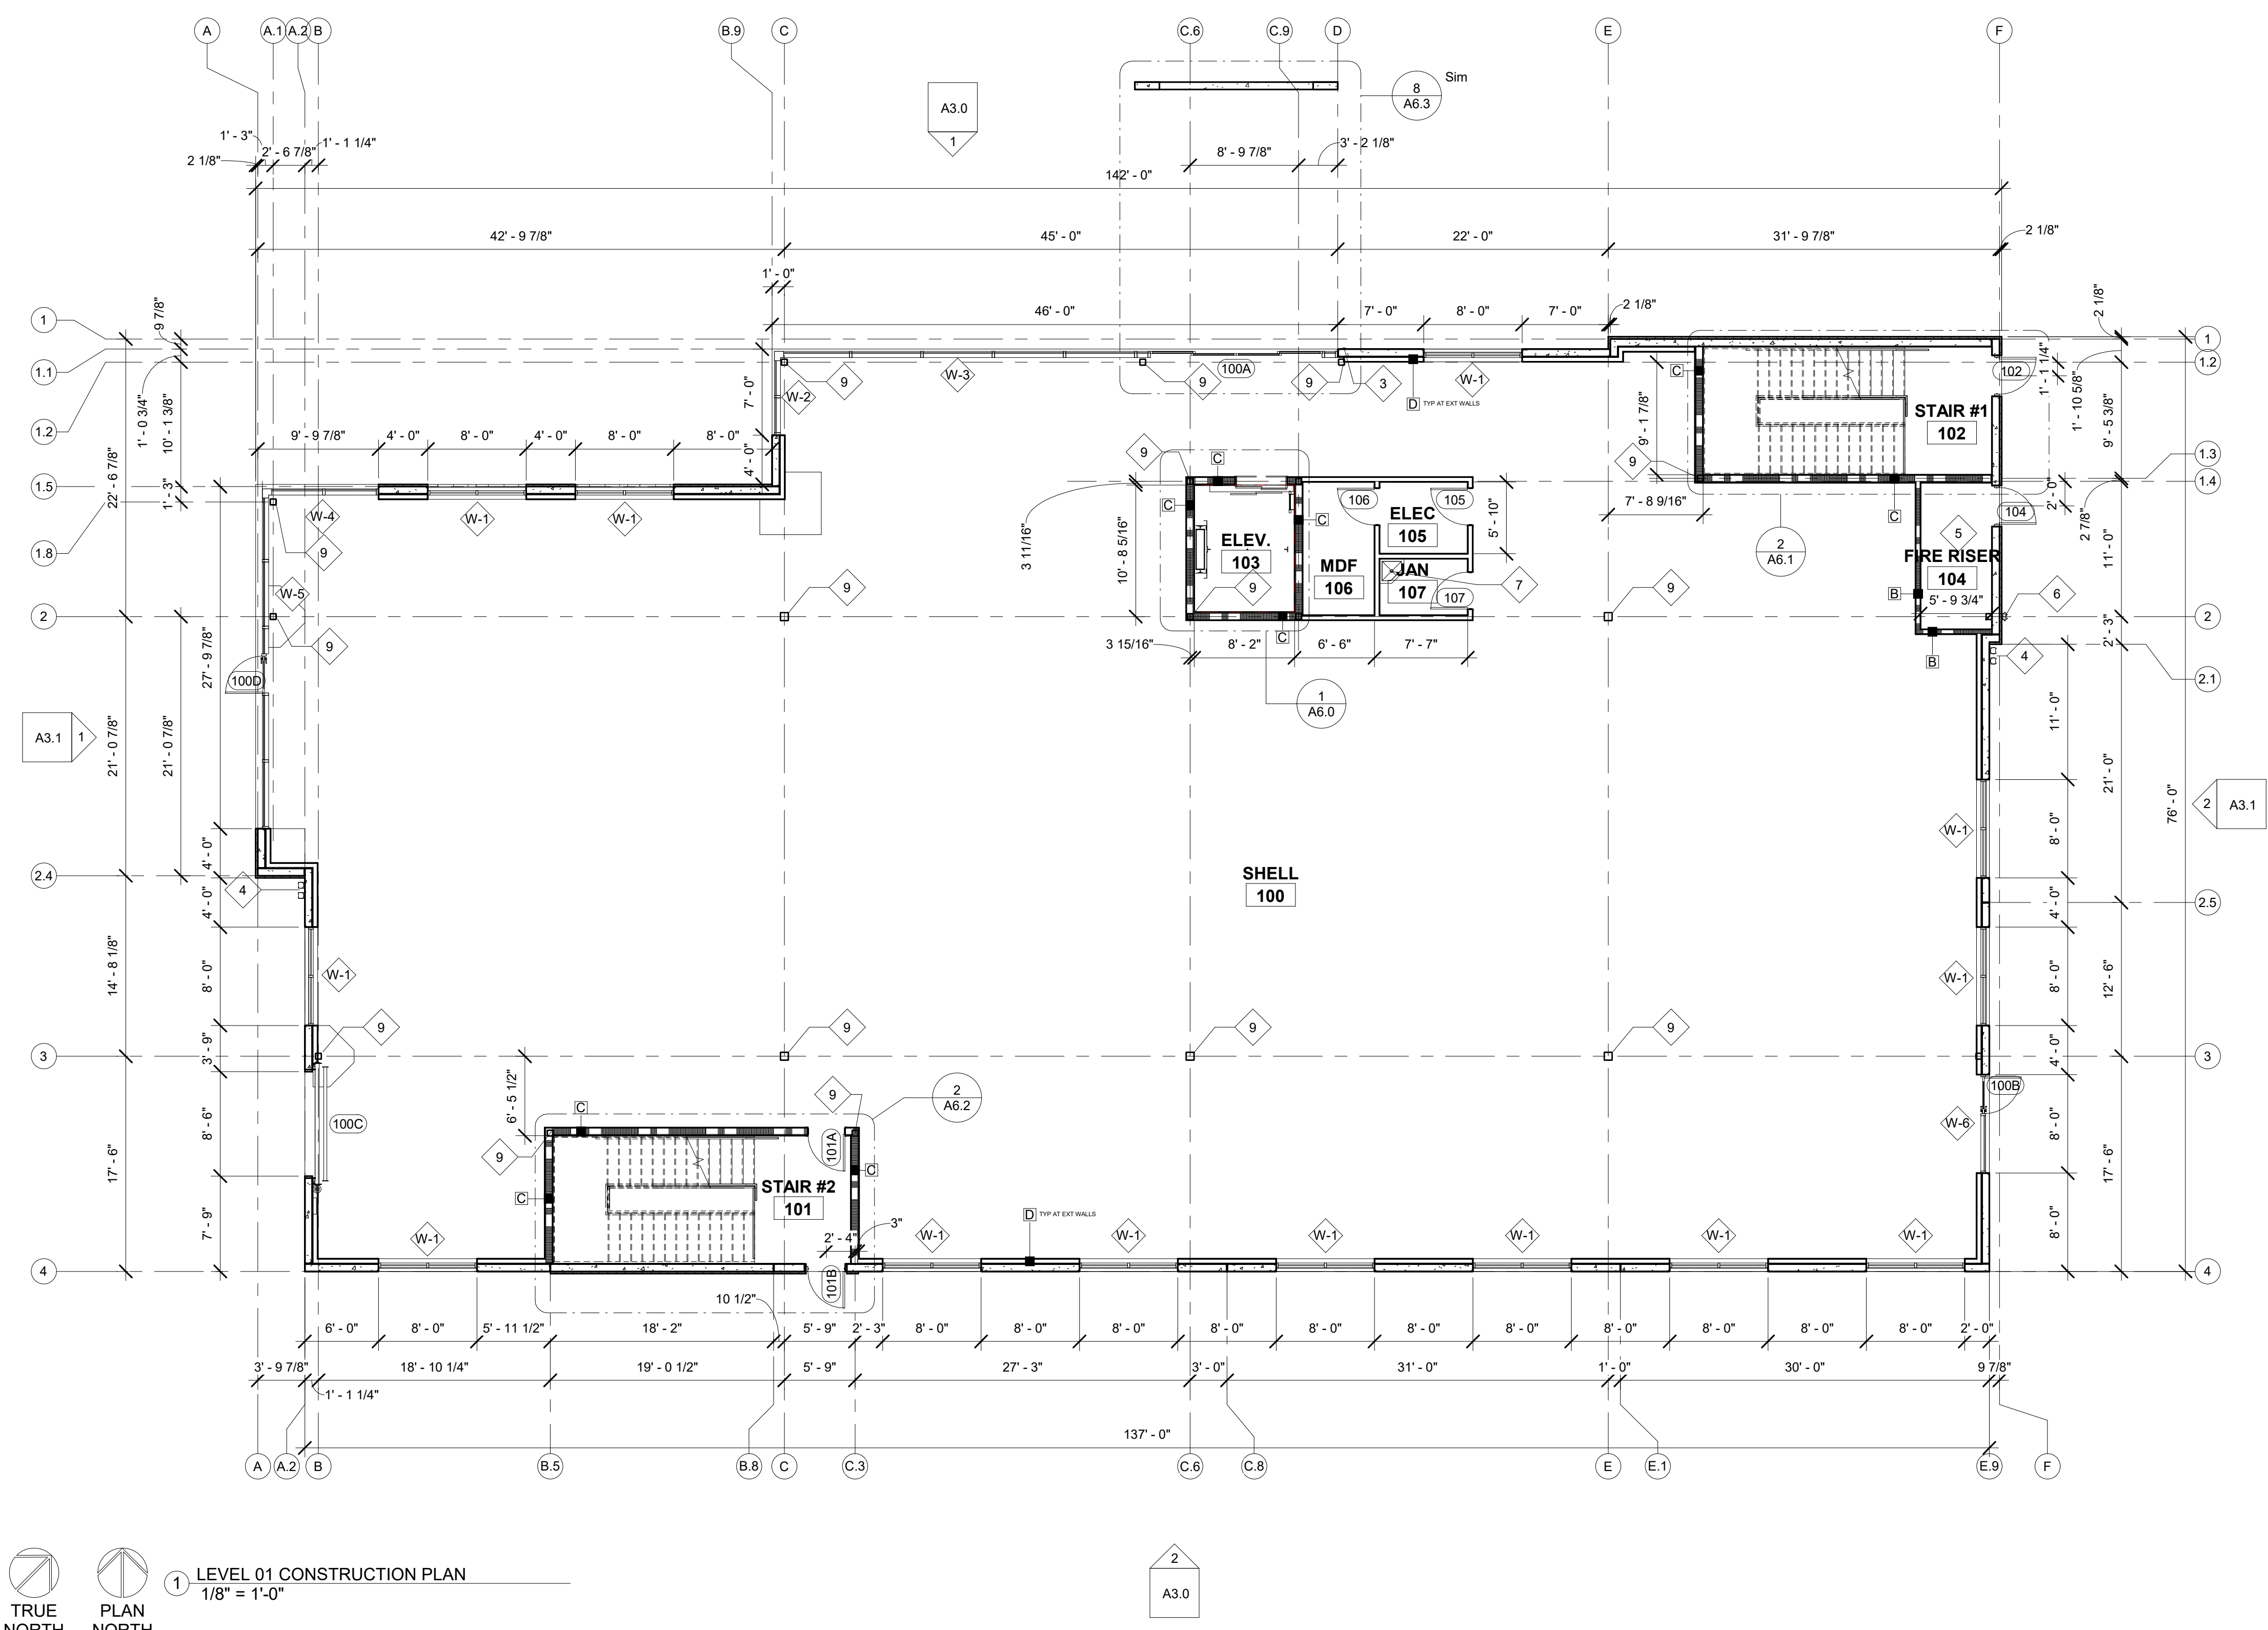 A A.1 A.2 B B.9 C C.6 C.9 D E F
Sim
8
A6.3
A3.0
1
1' - 3"
2' - 6 7/8"
1' - 1 1/4"
2 1/8"
8' - 9 7/8"
3' - 2 1/8"
142' - 0"
42' - 9 7/8"
45' - 0"
22' - 0"
31' - 9 7/8"
2 1/8"
1' - 0"
46' - 0"
7' - 0"
8' - 0"
7' - 0"
2 1/8"
2 1/8"
1
9 7/8"
1
1.1
1.2
1.2
1.5
1.8
2
2.4
3
4
1.3
1.4
2
2.1
2.5
3
4
1' - 0 3/4"
10' - 1 3/8"
22' - 6 7/8"
1' - 3"
7' - 0"
4' - 0"
9' - 9 7/8"
4' - 0"
8' - 0"
4' - 0"
8' - 0"
8' - 0"
W-2
9
W-3
9
100A
9
3
W-1
D
TYP AT EXT WALLS
C
102
STAIR #1
102
9' - 1 7/8"
9
1' - 1 1/4"
1' - 10 5/8"
9' - 5 3/8"
7' - 8 9/16"
C
2' - 0"
2 7/8"
11' - 0"
104
2
A6.1
5
FIRE RISER
104
B
5' - 9 3/4"
6
2' - 3"
B
4
W-4
W-1
W-1
9
W-5
9
9
9
C
C
C
C
106
105
ELEC
105
5' - 10"
3 11/16"
10' - 8 5/16"
ELEV.
103
9
MDF
106
JAN
107
107
7
9
3 15/16"
8' - 2"
6' - 6"
7' - 7"
1
A6.0
100D
27' - 9 7/8"
21' - 0 7/8"
21' - 0 7/8"
A3.1
1
4' - 0"
4' - 0"
4
14' - 8 1/8"
8' - 0"
W-1
9
3' - 9"
8' - 6"
100C
17' - 6"
7' - 9"
SHELL
100
11' - 0"
21' - 0"
76' - 0"
2
A3.1
W-1
8' - 0"
4' - 0"
W-1
8' - 0"
12' - 6"
4' - 0"
100B
W-6
8' - 0"
17' - 6"
8' - 0"
9
9
9
6' - 5 1/2"
9
2
A6.2
C
101A
9
C
C
STAIR #2
101
2' - 4"
3"
101B
W-1
D
TYP AT EXT WALLS
W-1
W-1
W-1
W-1
W-1
W-1
10 1/2"
6' - 0"
8' - 0"
5' - 11 1/2"
18' - 2"
5' - 9"
2' - 3"
8' - 0"
8' - 0"
8' - 0"
8' - 0"
8' - 0"
8' - 0"
8' - 0"
8' - 0"
8' - 0"
8' - 0"
8' - 0"
2' - 0"
3' - 9 7/8"
18' - 10 1/4"
19' - 0 1/2"
5' - 9"
27' - 3"
3' - 0"
31' - 0"
1' - 0"
30' - 0"
9 7/8"
1' - 1 1/4"
137' - 0"
A A.2 B B.5 B.8 C C.3 C.6 C.8 E E.1 E.9 F
2
A3.0
1
LEVEL 01 CONSTRUCTION PLAN
1/8" = 1'-0"
TRUE
NORTH
PLAN
NORTH